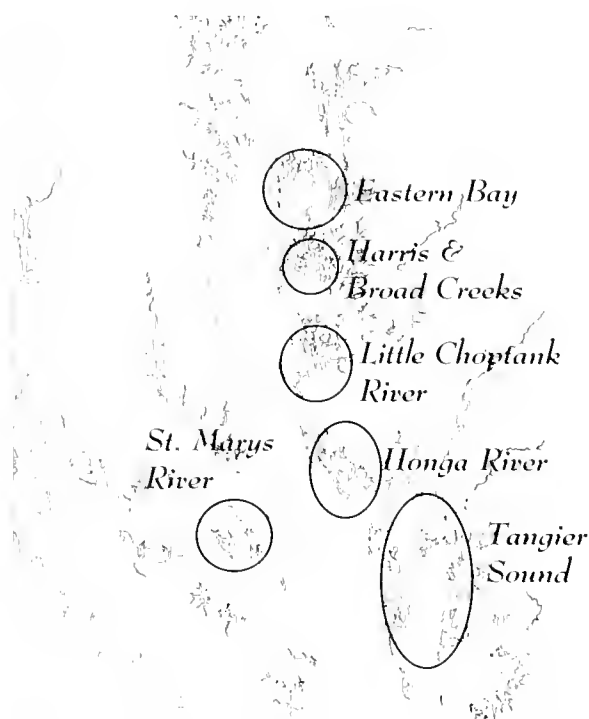 Eastern Bay
Harris &
Broad Creeks
Little Choptank
River
St. Marys
River
Honga River
Tangier
Sound